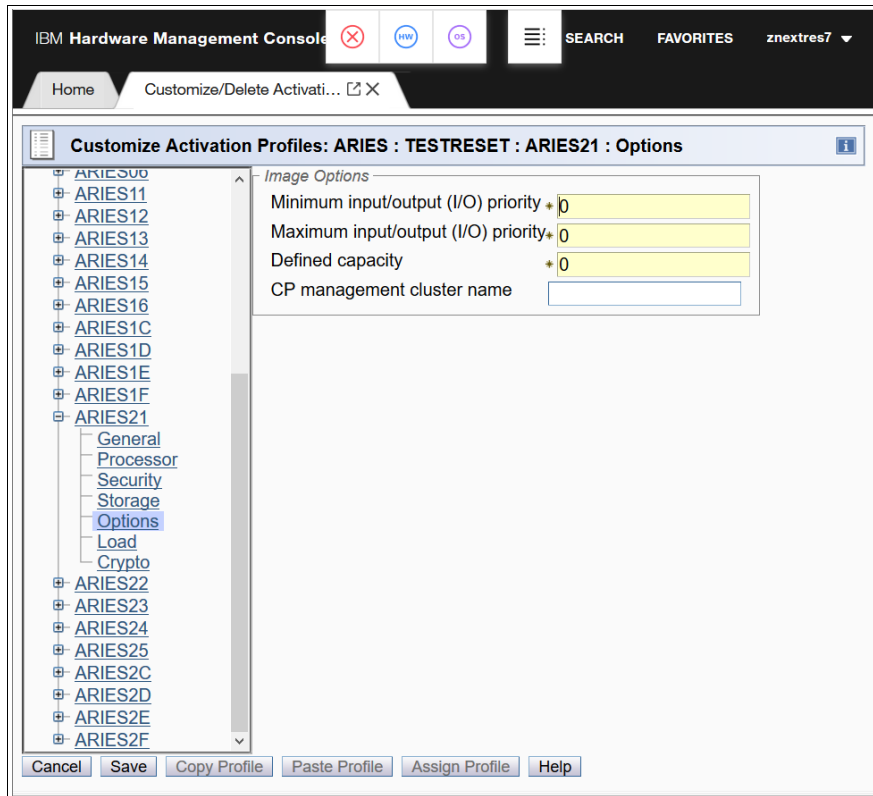 IBM Hardware Management Console
HW
OS
SEARCH
FAVORITES
znextres7
Home
Customize/Delete Activati...
Customize Activation Profiles: ARIES : TESTRESET : ARIES21 : Options
i
ARIES06
ARIES11
ARIES12
ARIES13
ARIES14
ARIES15
ARIES16
ARIES1C
ARIES1D
ARIES1E
ARIES1F
ARIES21
General
Processor
Security
Storage
Options
Load
Crypto
ARIES22
ARIES23
ARIES24
ARIES25
ARIES2C
ARIES2D
ARIES2E
ARIES2F
Image Options
Minimum input/output (I/O) priority * 0
Maximum input/output (I/O) priority * 0
Defined capacity * 0
CP management cluster name
Cancel Save Copy Profile Paste Profile Assign Profile Help